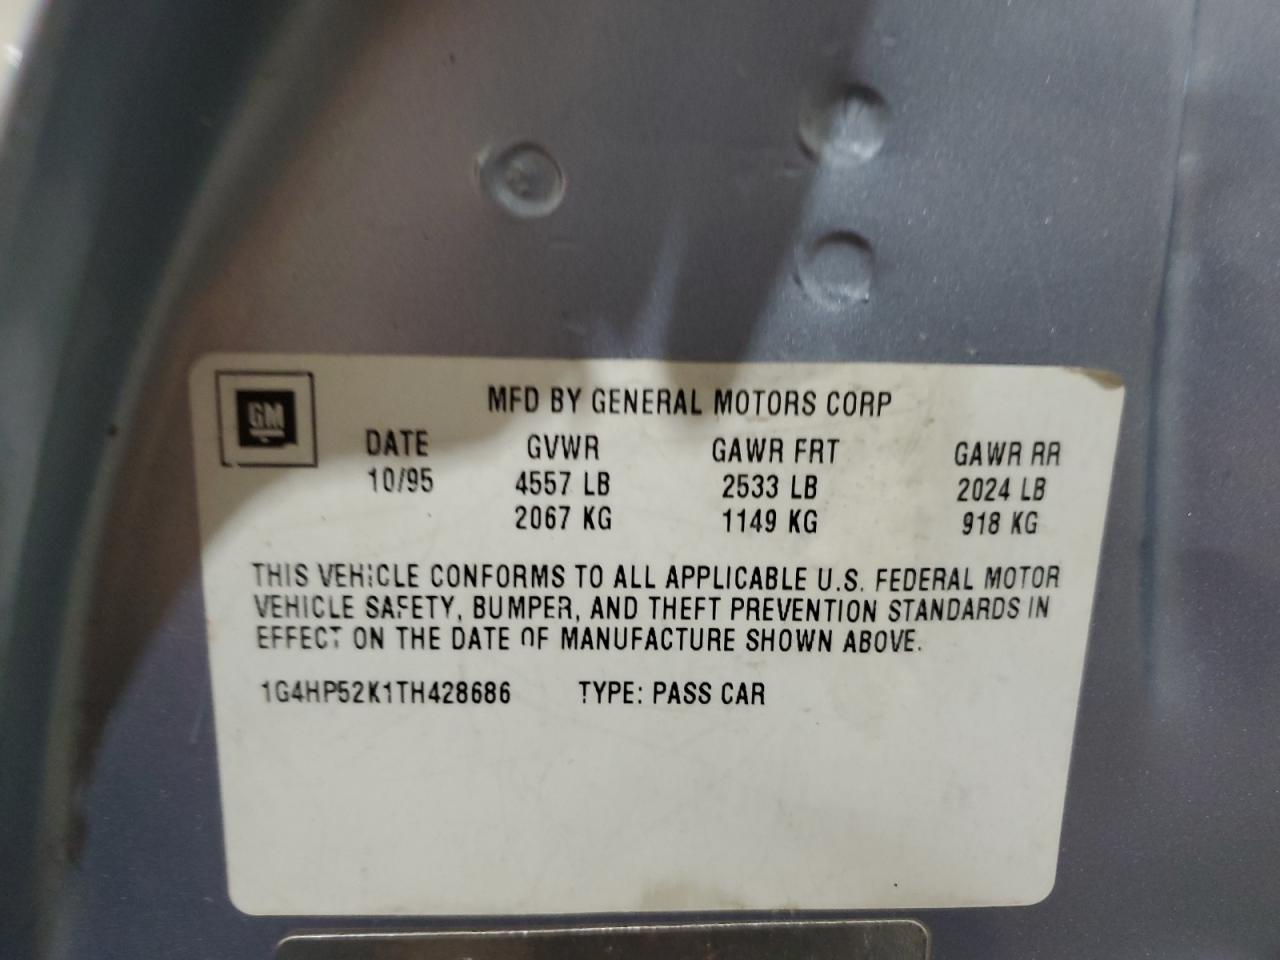 GM
MFD BY GENERAL MOTORS CORP
DATE GVWR GAWR FRT GAWR RR
10/95 4557 LB 2533 LB 2024 LB
2067 KG 1149 KG 918 KG
THIS VEHICLE CONFORMS TO ALL APPLICABLE U.S. FEDERAL MOTOR
VEHICLE SAFETY, BUMPER, AND THEFT PREVENTION STANDARDS IN
EFFECT ON THE DATE OF MANUFACTURE SHOWN ABOVE.
1G4HP52K1TH428686 TYPE: PASS CAR